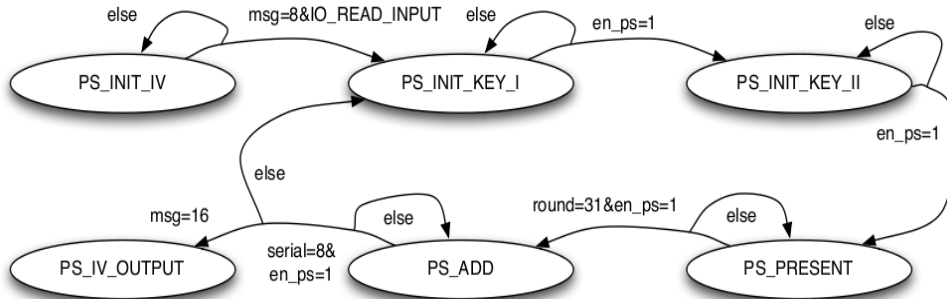 else
msg=8&IO_READ_INPUT
else
en_ps=1
else
PS_INIT_IV
PS_INIT_KEY_I
PS_INIT_KEY_II
en_ps=1
else
msg=16
else
round=31&en_ps=1
else
serial=8&
en_ps=1
PS_IV_OUTPUT
PS_ADD
PS_PRESENT